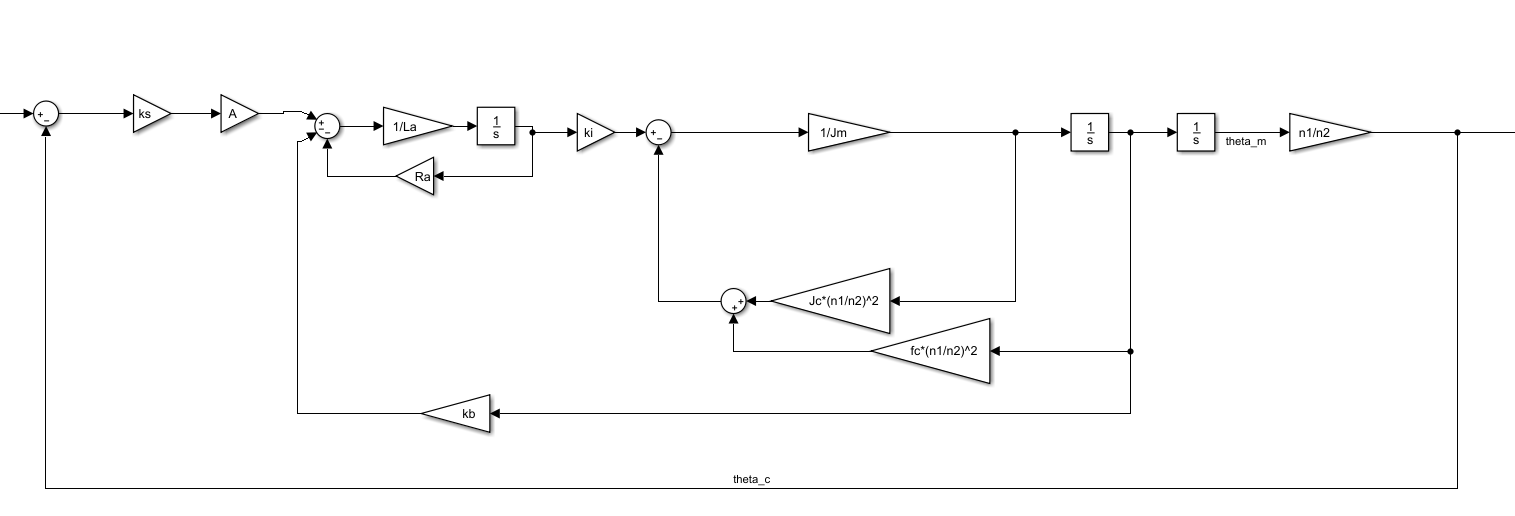 +
−
ks
A
+
−
−
1/La
1
s
ki
+
−
1/Jm
1
s
1
s
theta_m
n1/n2
Ra
+
+
Jc*(n1/n2)^2
fc*(n1/n2)^2
kb
theta_c